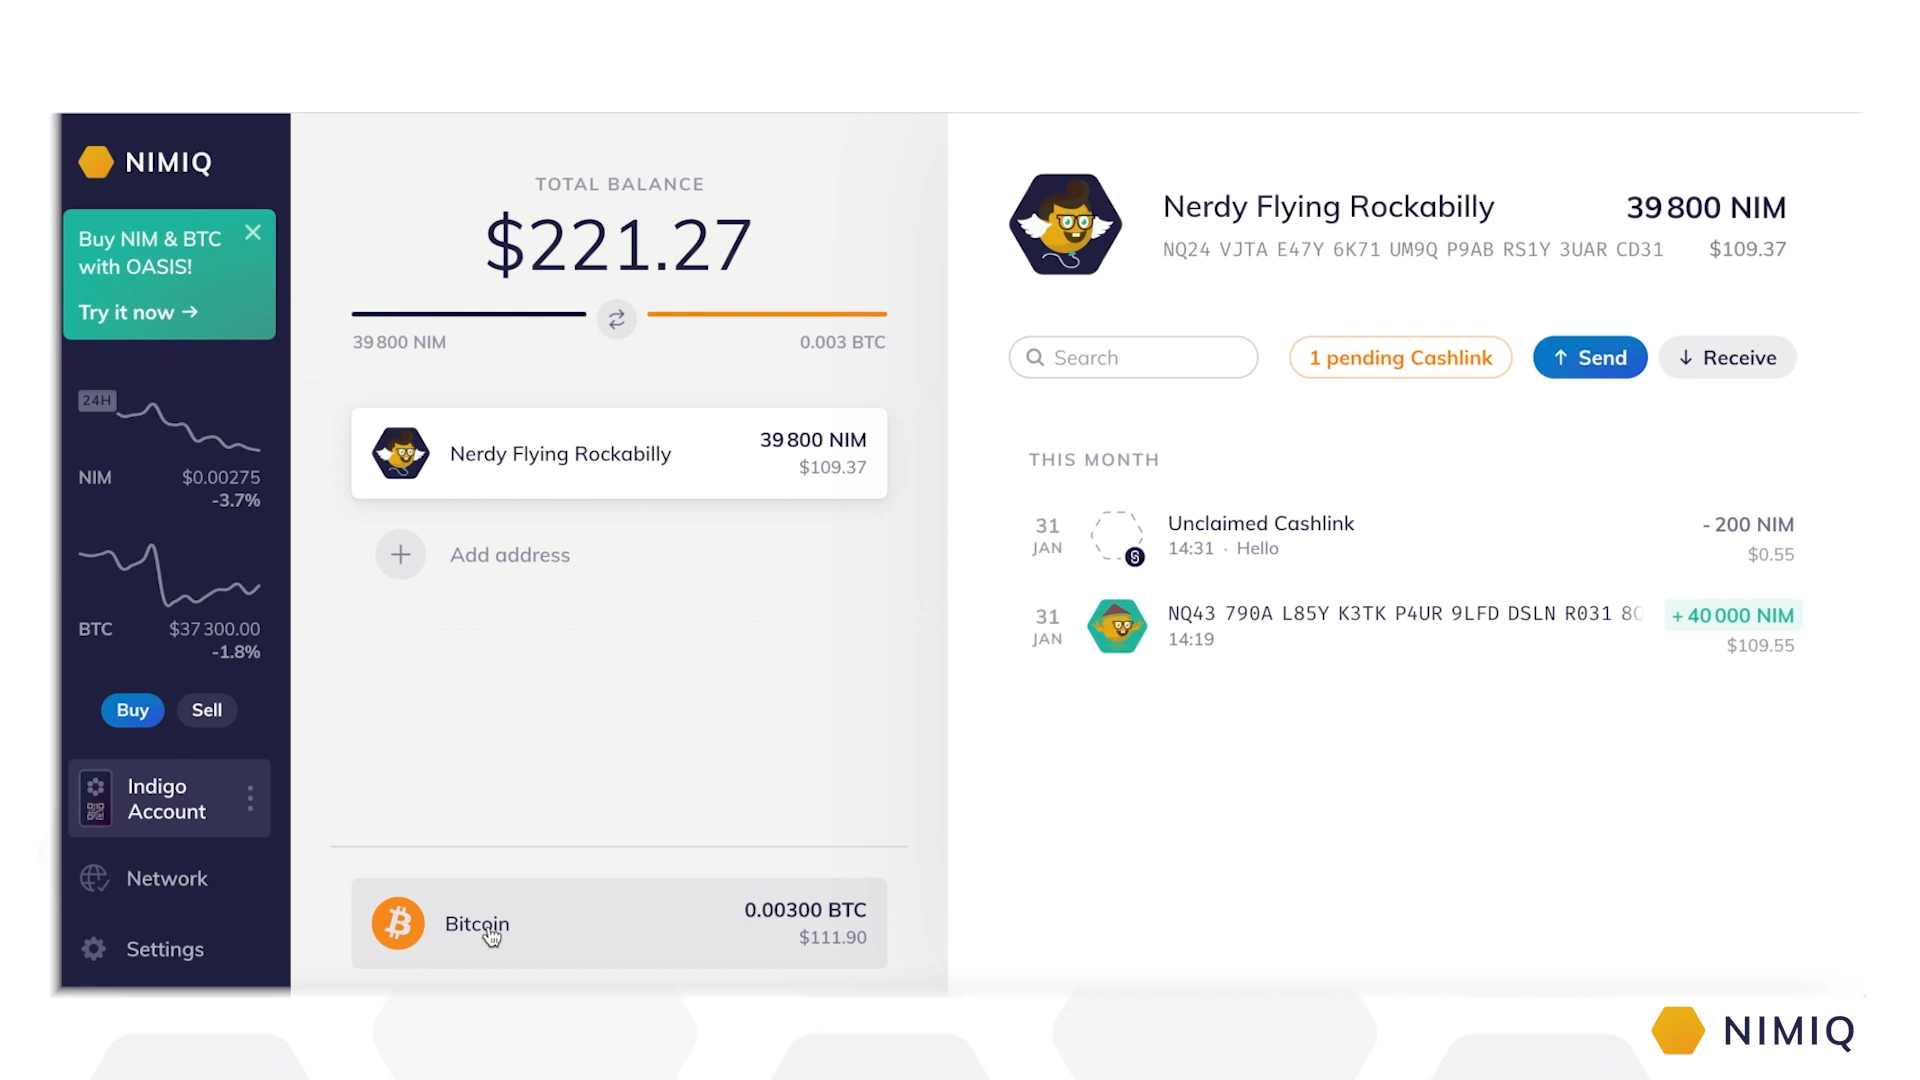 NIMIQ
Buy NIM & BTC
with OASIS!
Try it now →
24H
NIM $0.00275
-3.7%
BTC $37 300.00
-1.8%
Buy Sell
Indigo
Account
Network
Settings
TOTAL BALANCE
$221.27
39 800 NIM 0.003 BTC
Nerdy Flying Rockabilly 39 800 NIM
$109.37
Add address
Bitcoin 0.00300 BTC
$111.90
Nerdy Flying Rockabilly 39 800 NIM
NQ24 VJTA E47Y 6K71 UM9Q P9AB RS1Y 3UAR CD31 $109.37
Search 1 pending Cashlink ↑ Send ↓ Receive
THIS MONTH
31 JAN
Unclaimed Cashlink - 200 NIM
14:31 · Hello $0.55
31 JAN
NQ43 790A L85Y K3TK P4UR 9LFD DSLN R031 + 40 000 NIM
14:19 $109.55
NIMIQ